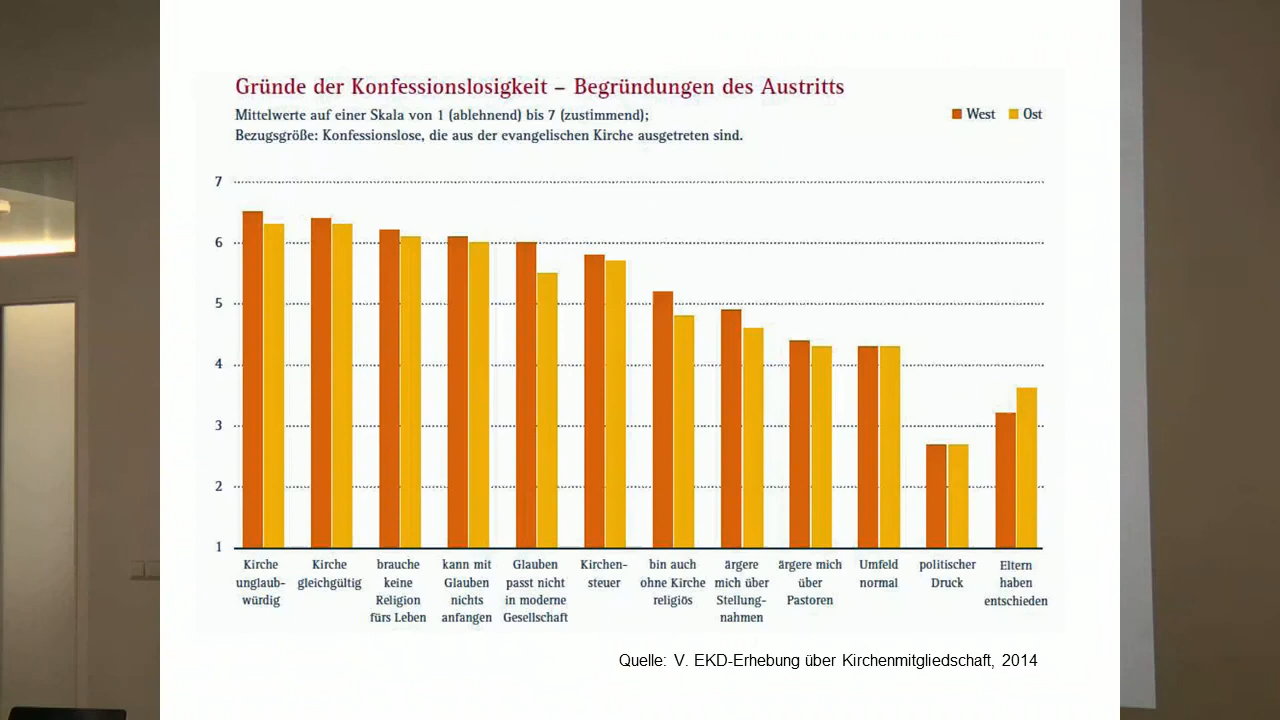 Gründe der Konfessionslosigkeit – Begründungen des Austritts
Mittelwerte auf einer Skala von 1 (ablehnend) bis 7 (zustimmend);
Bezugsgröße: Konfessionslose, die aus der evangelischen Kirche ausgetreten sind.
West Ost
7
6
5
4
3
2
1
Kirche
unglaub-
würdig
Kirche
gleichgültig
brauche
keine
Religion
fürs Leben
kann mit
Glauben
nichts
anfangen
Glauben
passt nicht
in moderne
Gesellschaft
Kirchen-
steuer
bin auch
ohne Kirche
religiös
ärgere
mich über
Stellung-
nahmen
ärgere mich
über
Pastoren
Umfeld
normal
politischer
Druck
Eltern
haben
entschieden
Quelle: V. EKD-Erhebung über Kirchenmitgliedschaft, 2014